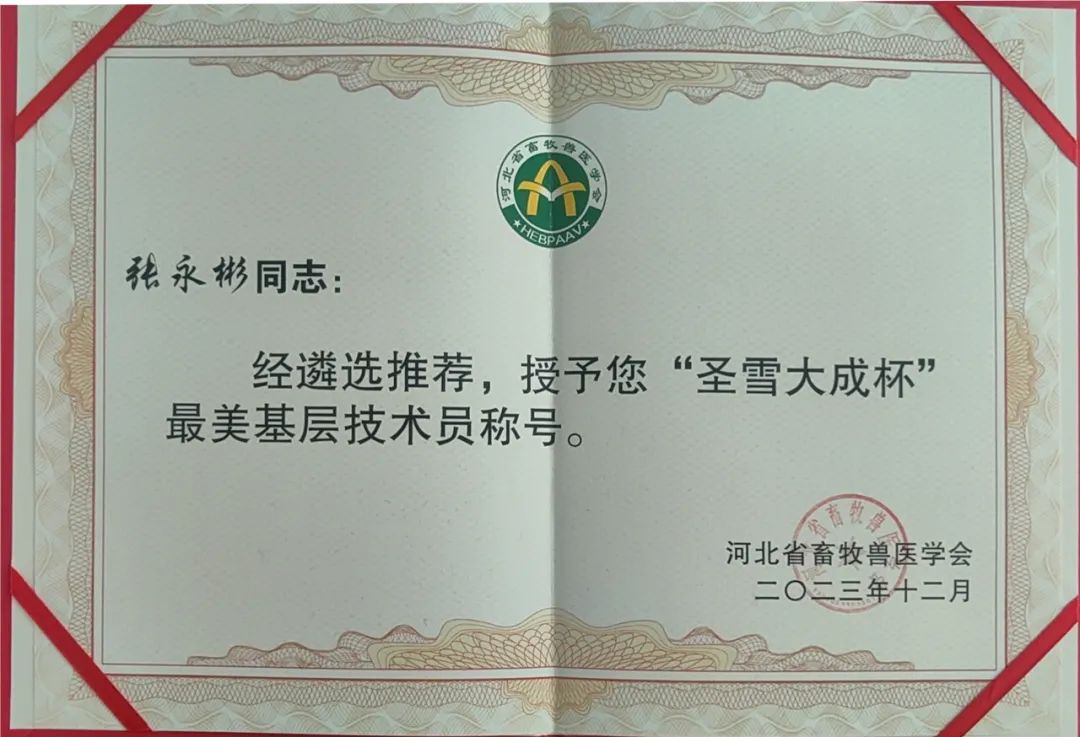 河北省畜牧兽医学会
★HEBPAAV★
张永彬同志：
经遴选推荐，授予您“圣雪大成杯”
最美基层技术员称号。
河北省畜牧兽医学会
二〇二三年十二月